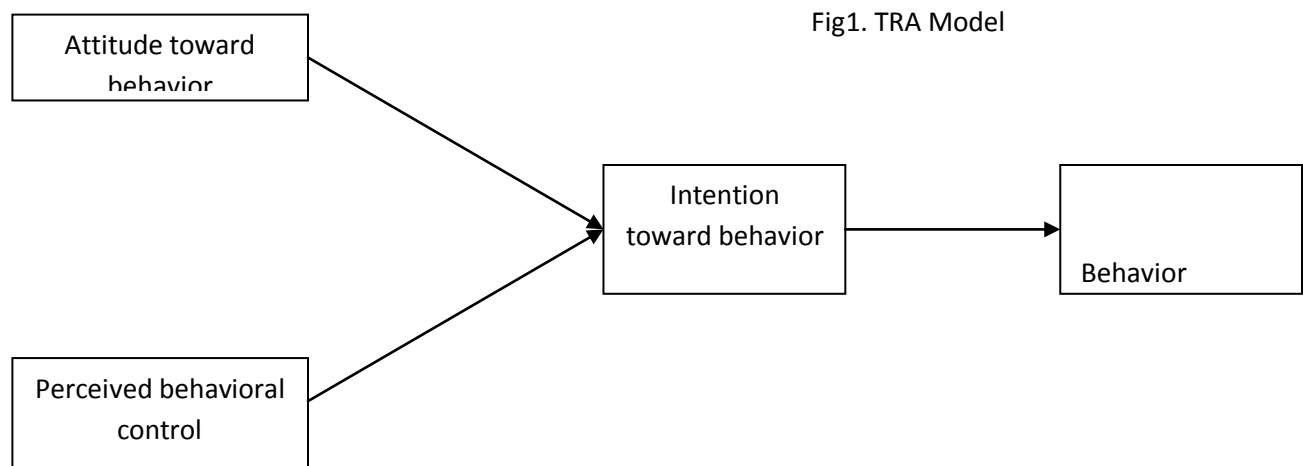 Fig1. TRA Model
Attitude toward
behavior
Intention
toward behavior
Behavior
Perceived behavioral
control